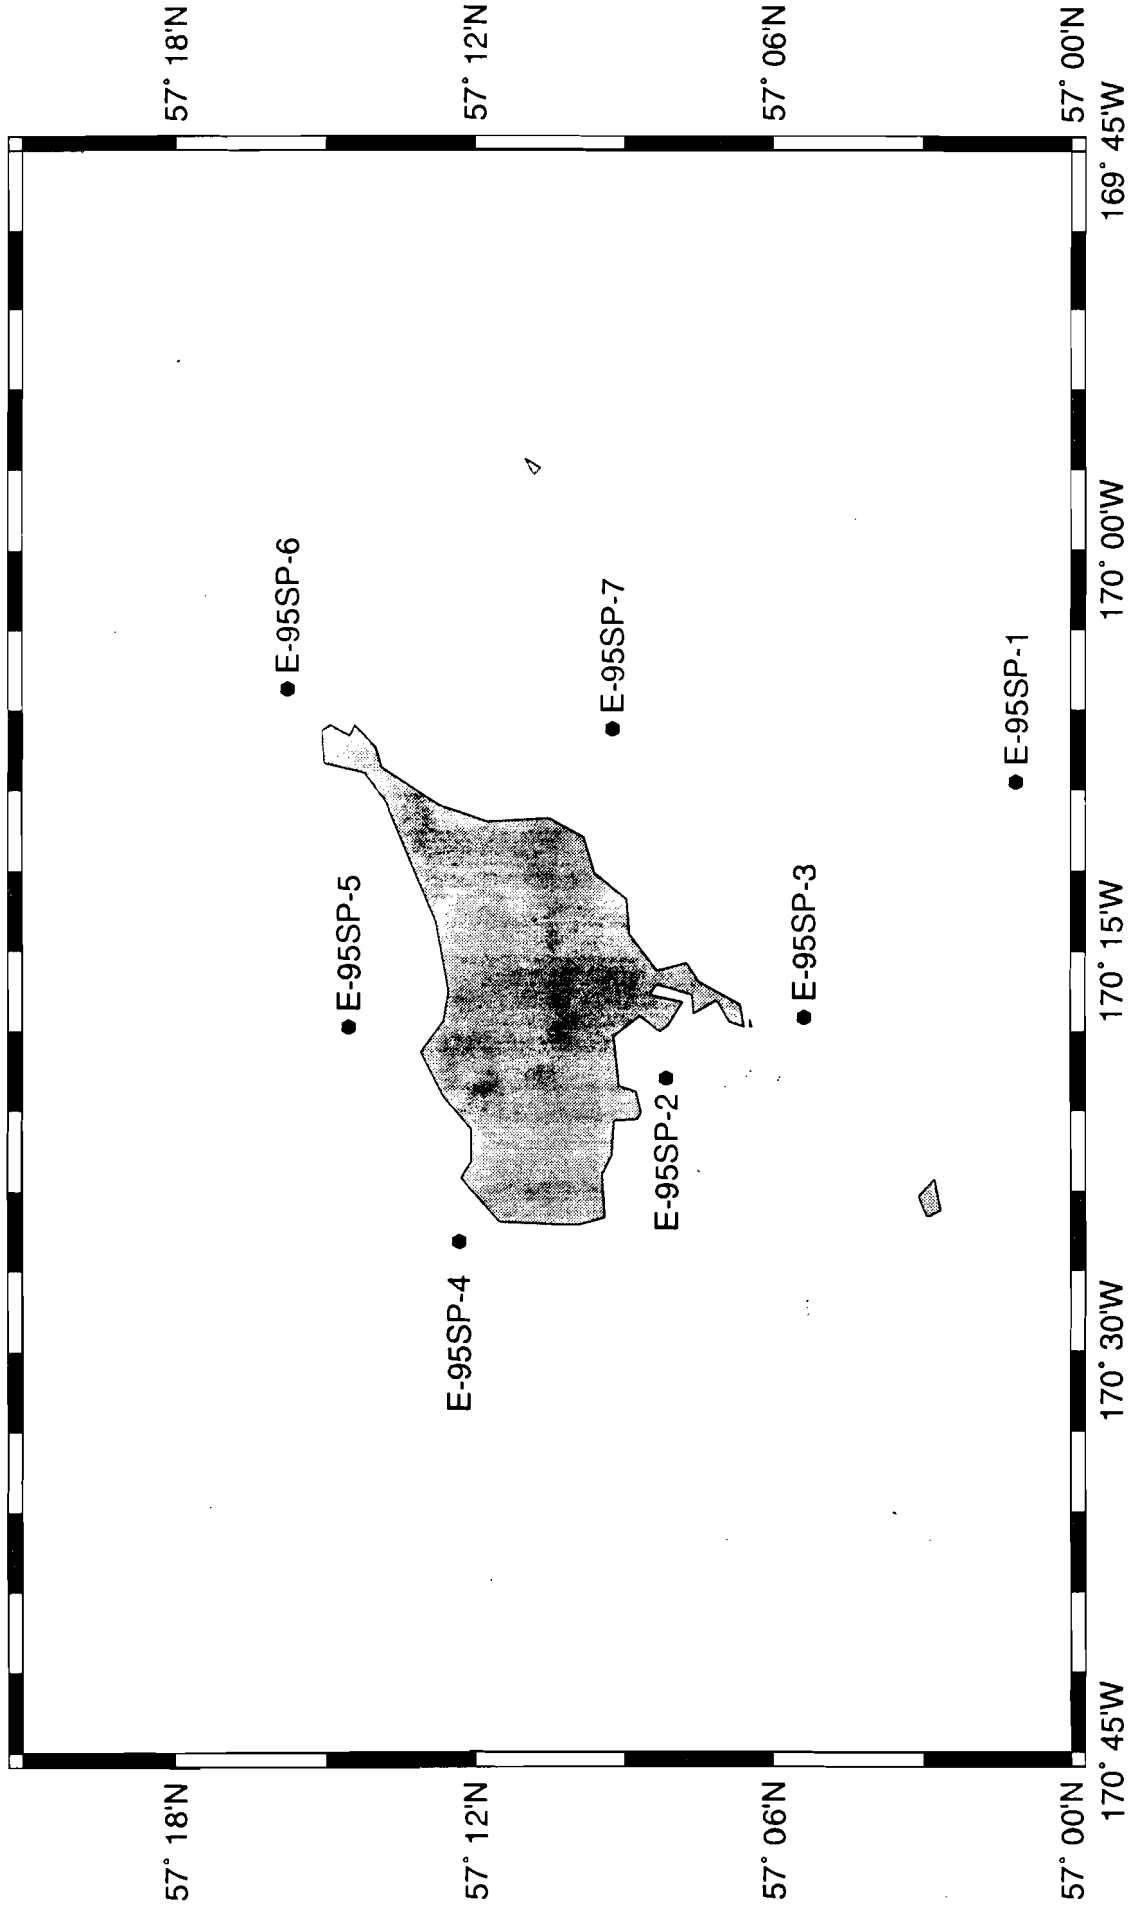 57° 18'N
57° 18'N
57° 12'N
57° 12'N
57° 06'N
57° 06'N
57° 00'N
57° 00'N
E-95SP-6
E-95SP-5
E-95SP-4
E-95SP-7
E-95SP-2
E-95SP-3
E-95SP-1
170° 45'W
170° 30'W
170° 15'W
170° 00'W
169° 45'W